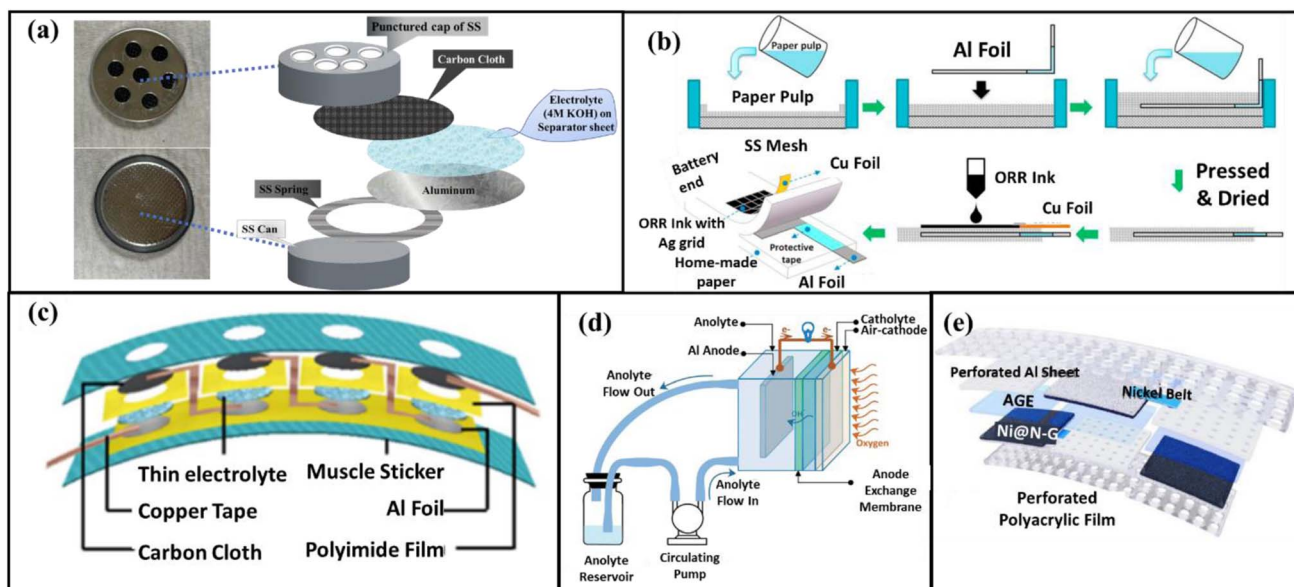 (a)
Punctured cap of SS
Carbon Cloth
Electrolyte
(4M KOH) on
Separator sheet
Aluminum
SS Spring
SS Can
(b)
Paper pulp
Al Foil
Paper Pulp
SS Mesh
Battery
end
Cu Foil
ORR Ink
Pressed
& Dried
Cu Foil
ORR Ink with
Ag grid
Home-made
paper
Protective
tape
Al Foil
(c)
Thin electrolyte
Muscle Sticker
Copper Tape
Al Foil
Carbon Cloth
Polyimide Film
(d)
Anolyte
Al Anode
Catholyte
Air-cathode
Anolyte
Flow Out
OH
Oxygen
Anolyte
Flow In
Anode
Exchange
Membrane
Anolyte
Reservoir
Circulating
Pump
(e)
Perforated Al Sheet
Nickel Belt
AGE
Ni@N-G
Perforated
Polyacrylic Film